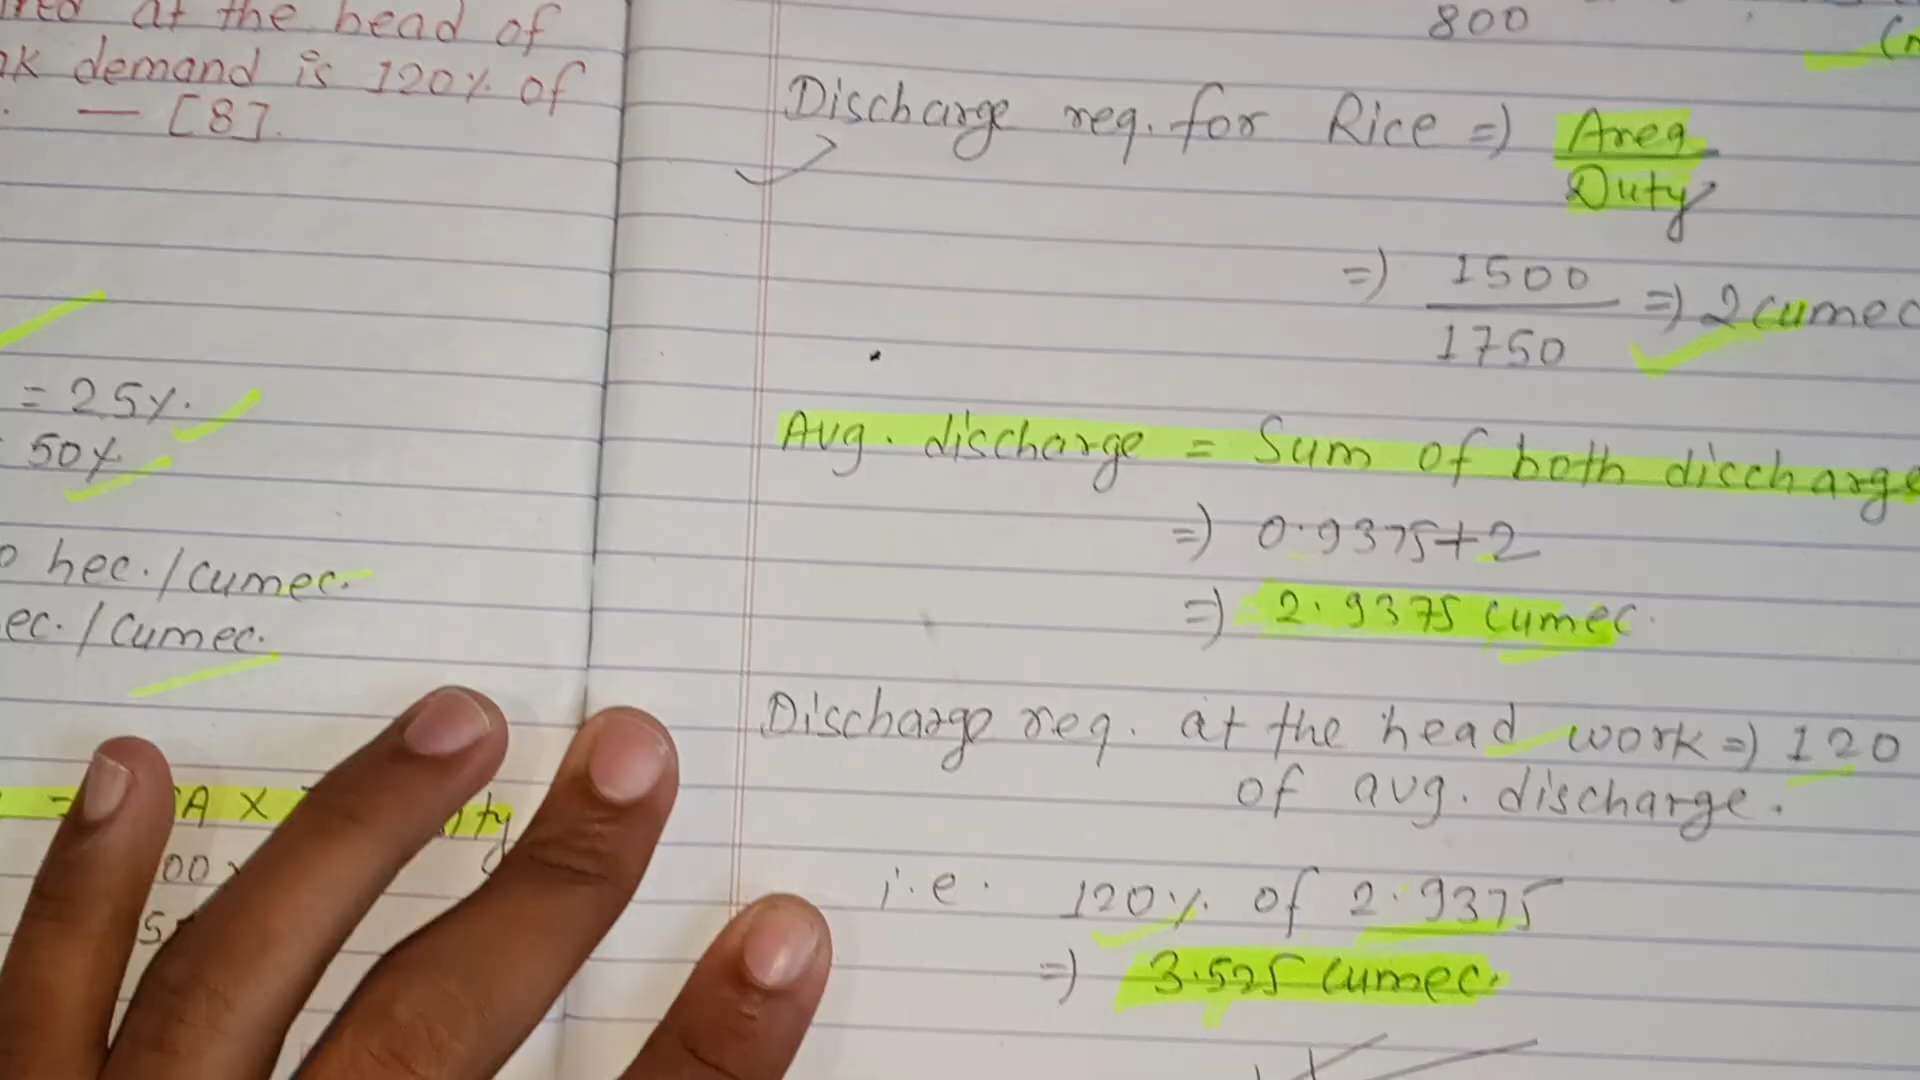 at the head of
demand is 120% of
— [8].
= 25%.
50%
hec./cumec.
ec./cumec.
A X
00
800
Discharge req. for Rice => Area
Duty
=> 1500 => 2 cumec
1750
Avg. discharge = Sum of both discharge
=> 0.9375+2
=> 2.9375 cumec.
Discharge req. at the head work => 120
of avg. discharge.
i.e. 120% of 2.9375
=> 3.525 cumec.